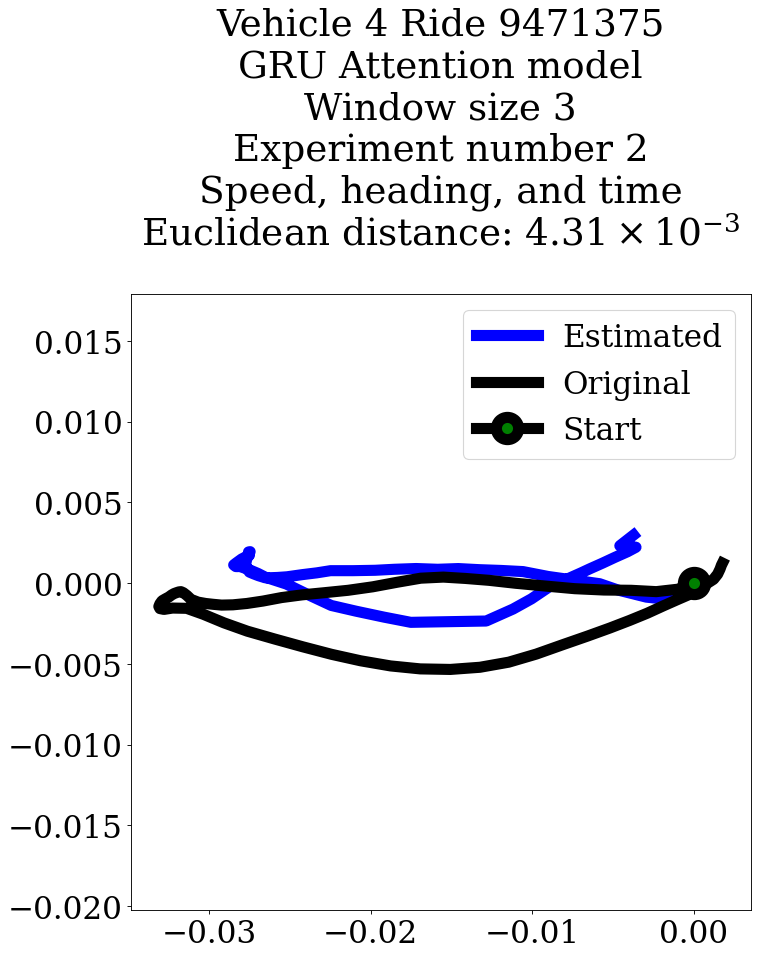 Vehicle 4 Ride 9471375
GRU Attention model
Window size 3
Experiment number 2
Speed, heading, and time
Euclidean distance: 4.31 × 10⁻³
Estimated
Original
Start
0.015
0.010
0.005
0.000
−0.005
−0.010
−0.015
−0.020
−0.03 −0.02 −0.01 0.00